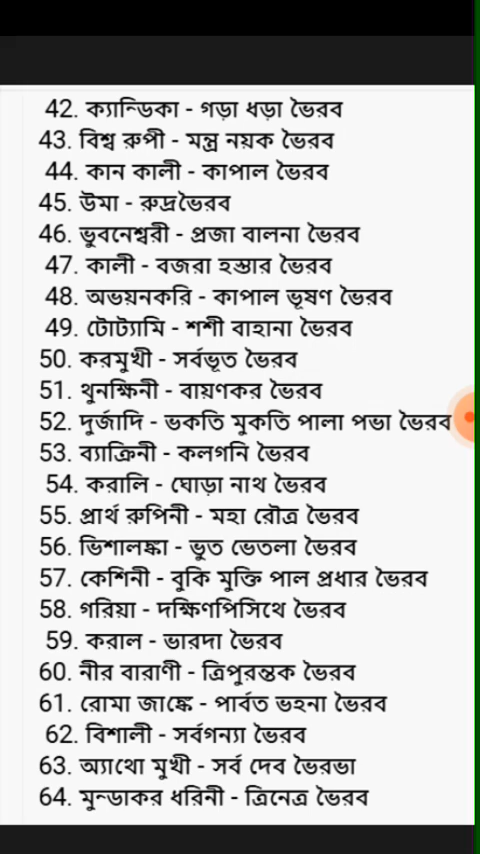 42. ক্যান্ডিকা - গড়া ধড়া ভৈরব
43. বিশ্ব রুপী - মন্ত্র নয়ক ভৈরব
44. কান কালী - কাপাল ভৈরব
45. উমা - রুদ্রভৈরব
46. ভুবনেশ্বরী - প্রজা বালনা ভৈরব
47. কালী - বজরা হস্তার ভৈরব
48. অভয়নকরি - কাপাল ভূষণ ভৈরব
49. টোট্যামি - শশী বাহানা ভৈরব
50. করমুখী - সর্বভূত ভৈরব
51. থুনক্ষিনী - বায়ণকর ভৈরব
52. দুর্জাদি - ভকতি মুকতি পালা পভা ভৈরব
53. ব্যাক্রিনী - কলগনি ভৈরব
54. করালি - ঘোড়া নাথ ভৈরব
55. প্রার্থ রুপিনী - মহা রৌত্র ভৈরব
56. ভিশালঙ্কা - ভুত ভেতলা ভৈরব
57. কেশিনী - বুকি মুক্তি পাল প্রধার ভৈরব
58. গরিয়া - দক্ষিণপিসিথে ভৈরব
59. করাল - ভারদা ভৈরব
60. নীর বারাণী - ত্রিপুরন্তক ভৈরব
61. রোমা জাঙ্কে - পার্বত ভহনা ভৈরব
62. বিশালী - সর্বগন্যা ভৈরব
63. অ্যাথো মুখী - সর্ব দেব ভৈরভা
64. মুন্ডাকর ধরিনী - ত্রিনেত্র ভৈরব